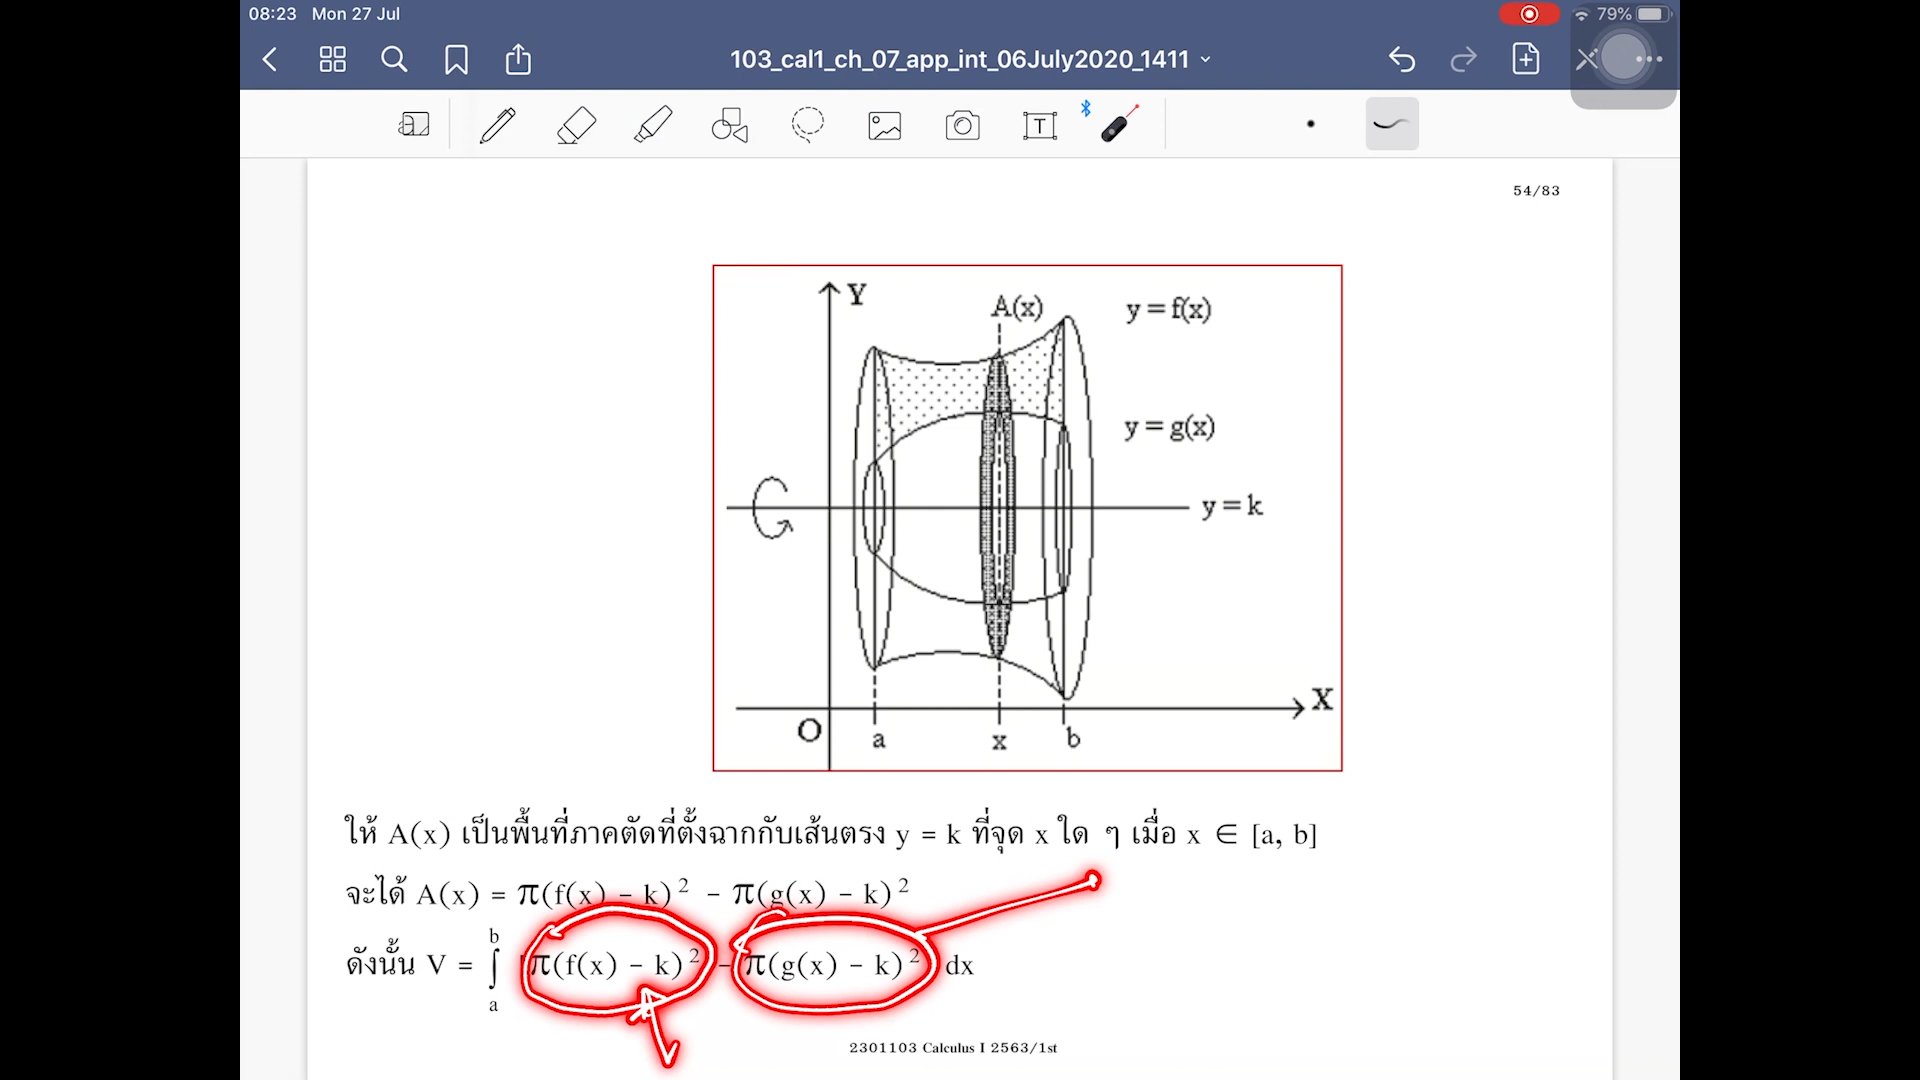 08:23 Mon 27 Jul
79%
103_cal1_ch_07_app_int_06July2020_1411
54/83
Y
A(x)
y = f(x)
y = g(x)
y = k
X
O
a x b
ให้ A(x) เป็นพื้นที่ภาคตัดที่ตั้งฉากกับเส้นตรง y = k ที่จุด x ใด ๆ เมื่อ x ∈ [a, b]
จะได้ A(x) = π(f(x) − k)² − π(g(x) − k)²
ดังนั้น V = ∫ₐᵇ π(f(x) − k)² − π(g(x) − k)² dx
2301103 Calculus I 2563/1st